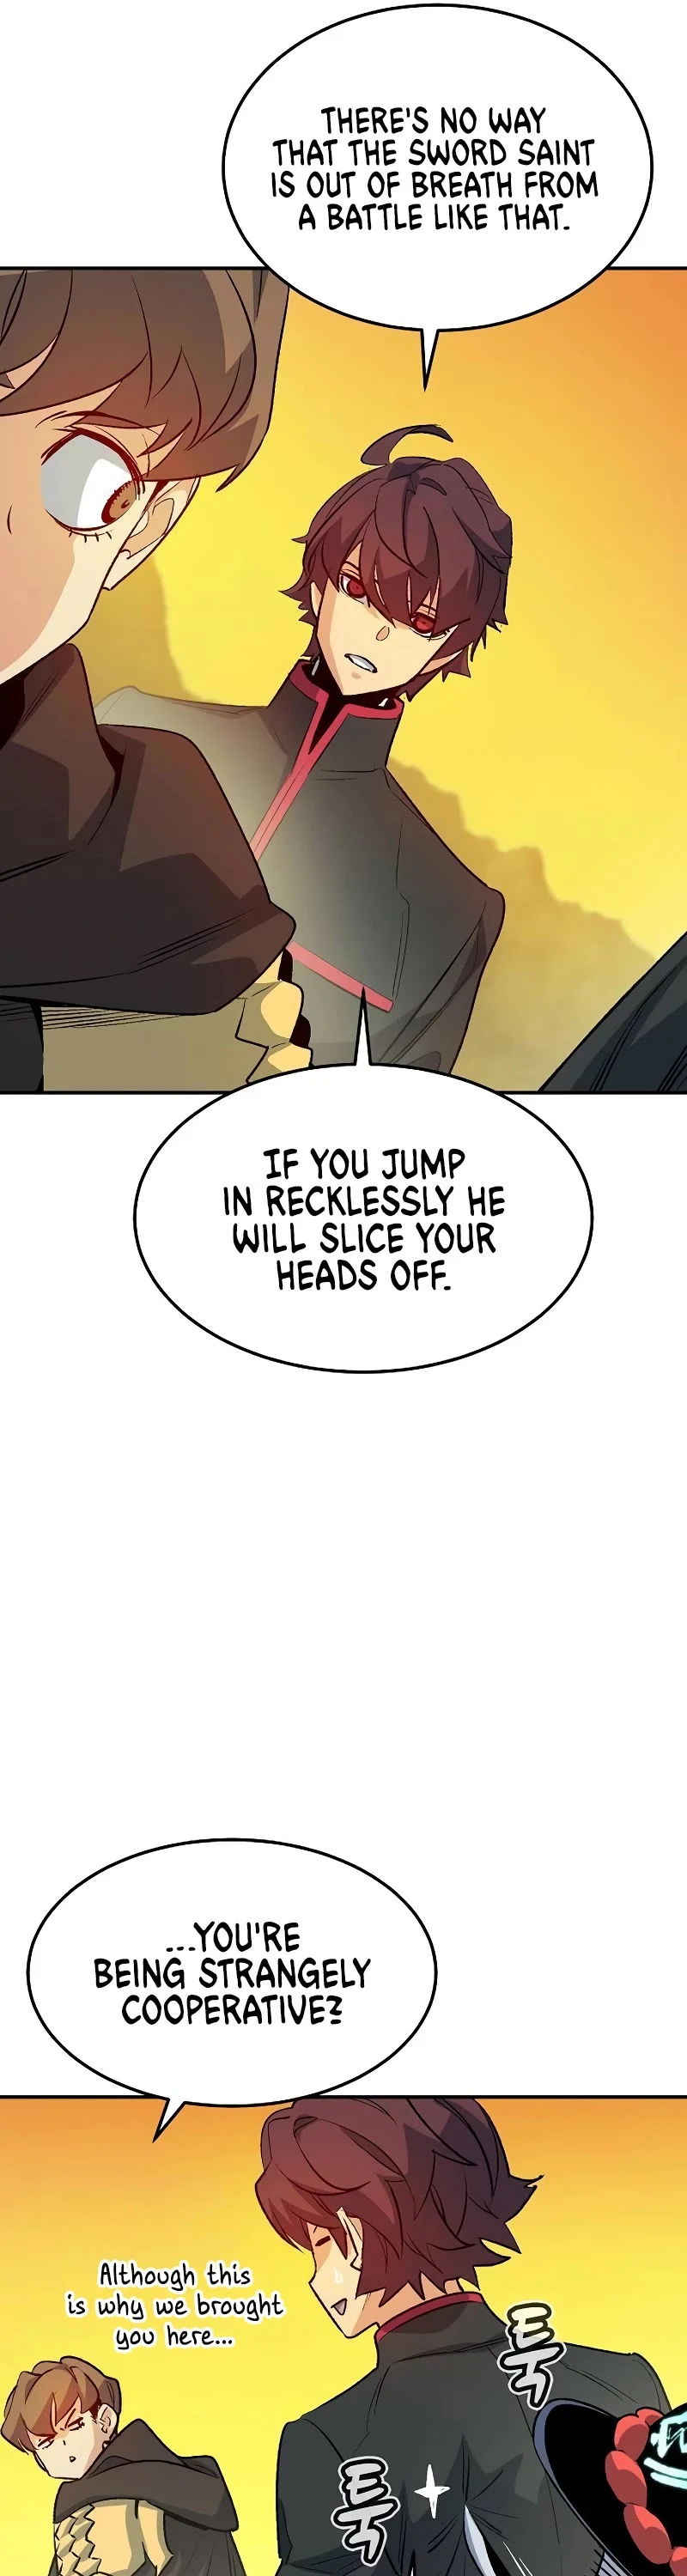 THERE'S NO WAY
THAT THE SWORD SAINT
IS OUT OF BREATH FROM
A BATTLE LIKE THAT.
IF YOU JUMP
IN RECKLESSLY HE
WILL SLICE YOUR
HEADS OFF.
...YOU'RE
BEING STRANGELY
COOPERATIVE?
Although this
is why we brought
you here...
툭
툭